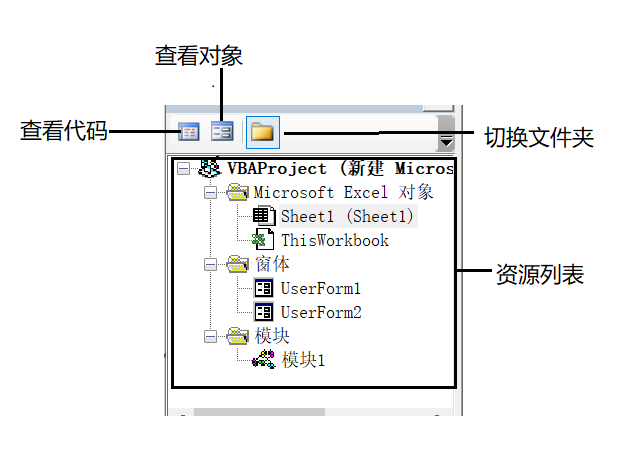 查看对象
查看代码
切换文件夹
VBAProject (新建 Micros
Microsoft Excel 对象
Sheet1 (Sheet1)
ThisWorkbook
窗体
资源列表
UserForm1
UserForm2
模块
模块1